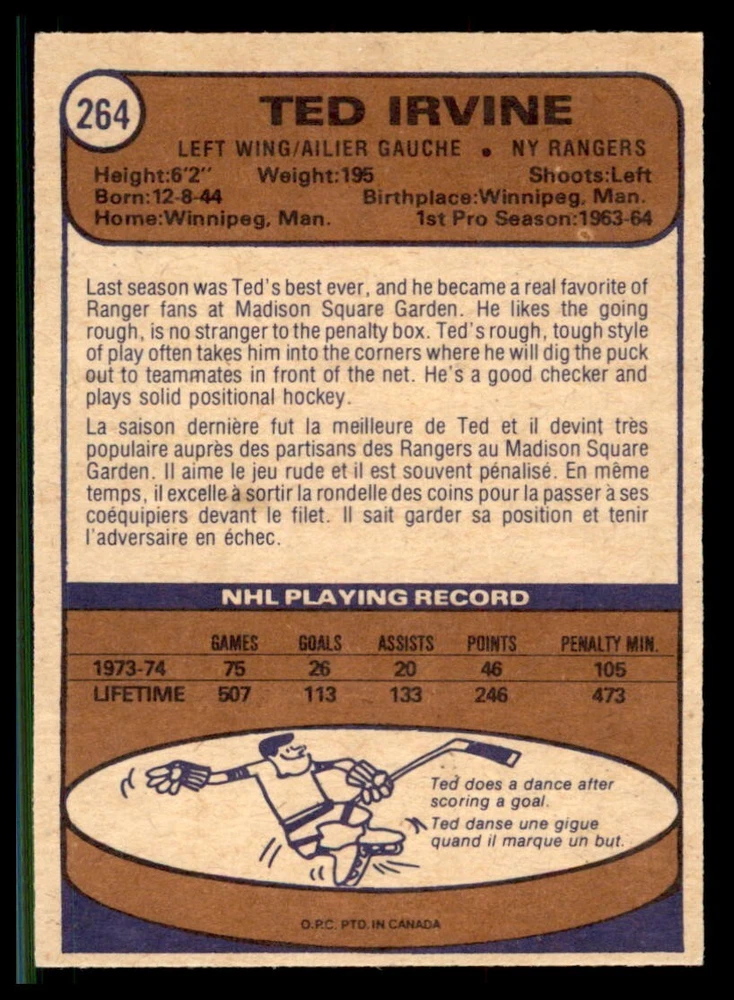 264
TED IRVINE
LEFT WING/AILIER GAUCHE • NY RANGERS
Height:6'2" Weight:195 Shoots:Left
Born:12-8-44 Birthplace:Winnipeg, Man.
Home:Winnipeg, Man. 1st Pro Season:1963-64
Last season was Ted's best ever, and he became a real favorite of
Ranger fans at Madison Square Garden. He likes the going
rough, is no stranger to the penalty box. Ted's rough, tough style
of play often takes him into the corners where he will dig the puck
out to teammates in front of the net. He's a good checker and
plays solid positional hockey.
La saison dernière fut la meilleure de Ted et il devint très
populaire auprès des partisans des Rangers au Madison Square
Garden. Il aime le jeu rude et il est souvent pénalisé. En même
temps, il excelle à sortir la rondelle des coins pour la passer à ses
coéquipiers devant le filet. Il sait garder sa position et tenir
l'adversaire en échec.
NHL PLAYING RECORD
GAMES GOALS ASSISTS POINTS PENALTY MIN.
1973-74 75 26 20 46 105
LIFETIME 507 113 133 246 473
Ted does a dance after
scoring a goal.
Ted danse une gigue
quand il marque un but.
O.P.C. PTD. IN CANADA